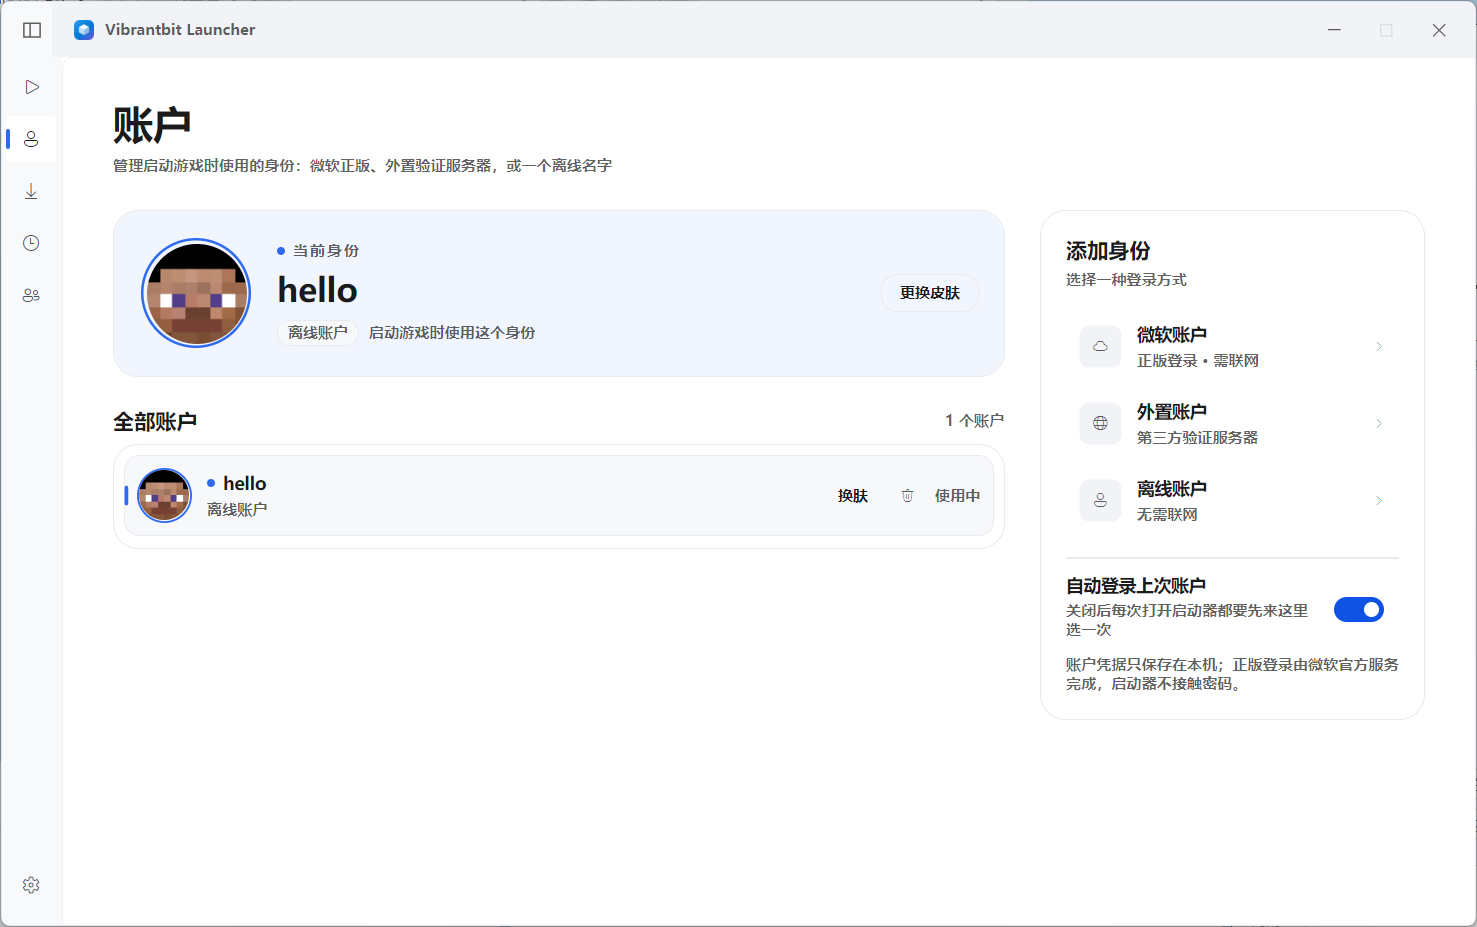 Vibrantbit Launcher
账户
管理启动游戏时使用的身份：微软正版、外置验证服务器，或一个离线名字
当前身份
hello
离线账户 启动游戏时使用这个身份
更换皮肤
全部账户
1 个账户
hello
离线账户
换肤
使用中
添加身份
选择一种登录方式
微软账户
正版登录 • 需联网
外置账户
第三方验证服务器
离线账户
无需联网
自动登录上次账户
关闭后每次打开启动器都要先来这里
选一次
账户凭据只保存在本机；正版登录由微软官方服务
完成，启动器不接触密码。